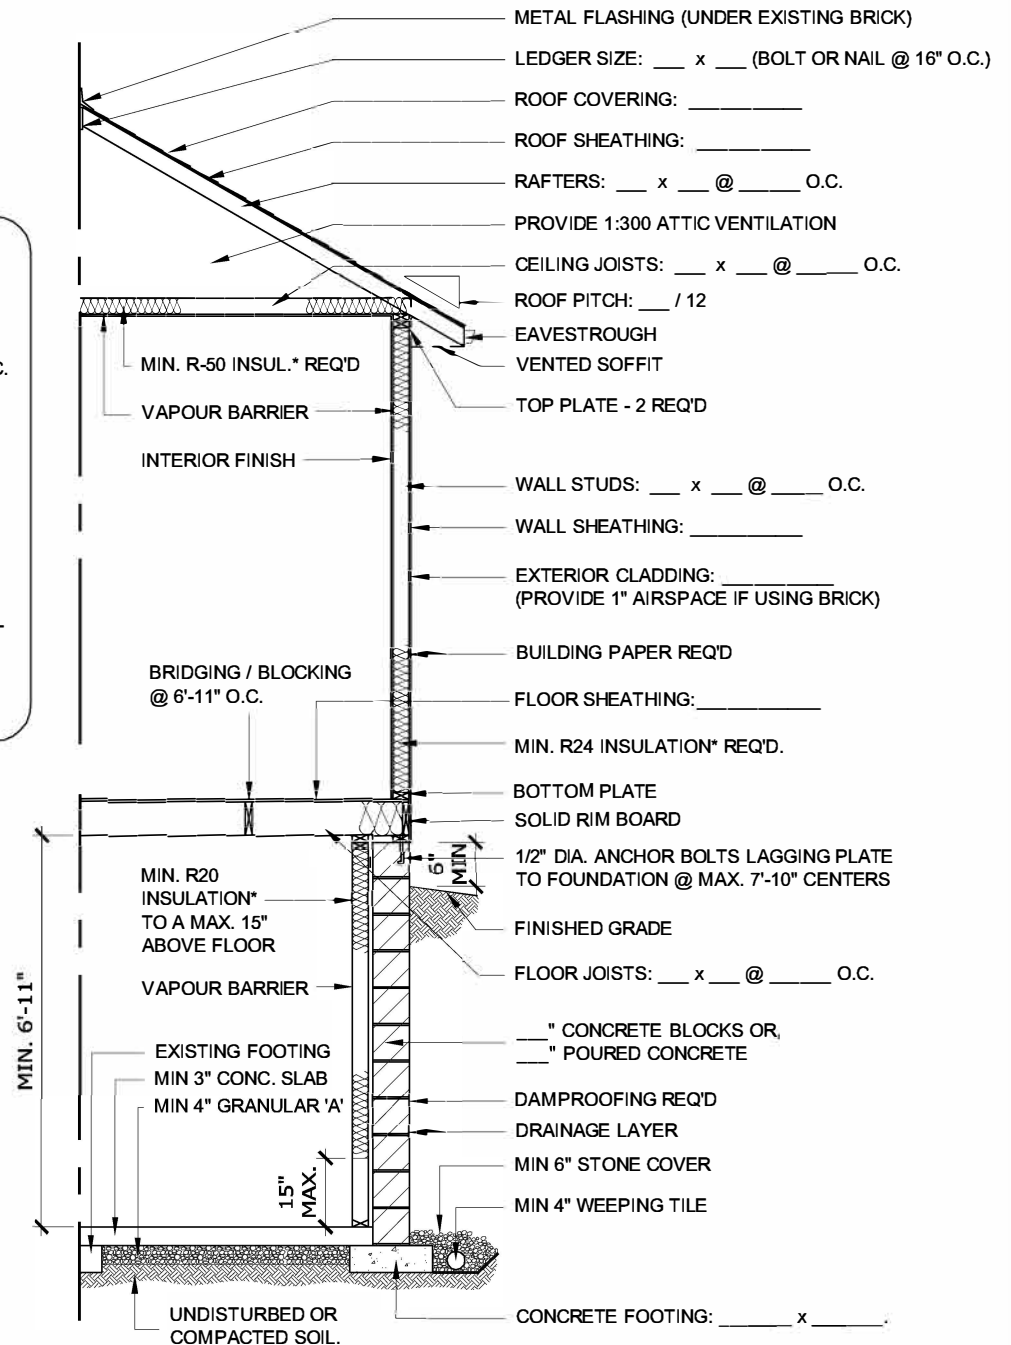 METAL FLASHING (UNDER EXISTING BRICK)
LEDGER SIZE: ___ x ___ (BOLT OR NAIL @ 16" O.C.)
ROOF COVERING: ___________
ROOF SHEATHING: ___________
RAFTERS: ___ x ___ @ ______ O.C.
PROVIDE 1:300 ATTIC VENTILATION
CEILING JOISTS: ___ x ___ @ ______ O.C.
ROOF PITCH: ___ / 12
EAVESTROUGH
VENTED SOFFIT
TOP PLATE - 2 REQ'D
MIN. R-50 INSUL.* REQ'D
VAPOUR BARRIER
INTERIOR FINISH
WALL STUDS: ___ x ___ @ _____ O.C.
WALL SHEATHING: ___________
EXTERIOR CLADDING: ___________
(PROVIDE 1" AIRSPACE IF USING BRICK)
BUILDING PAPER REQ'D
BRIDGING / BLOCKING
@ 6'-11" O.C.
FLOOR SHEATHING:____________
MIN. R24 INSULATION* REQ'D.
BOTTOM PLATE
SOLID RIM BOARD
6"
MIN
1/2" DIA. ANCHOR BOLTS LAGGING PLATE
TO FOUNDATION @ MAX. 7'-10" CENTERS
MIN. R20
INSULATION*
TO A MAX. 15"
ABOVE FLOOR
FINISHED GRADE
FLOOR JOISTS: ___ x ___ @ ______ O.C.
VAPOUR BARRIER
MIN. 6'-11"
___" CONCRETE BLOCKS OR,
___" POURED CONCRETE
EXISTING FOOTING
MIN 3" CONC. SLAB
MIN 4" GRANULAR 'A'
DAMPROOFING REQ'D
DRAINAGE LAYER
MIN 6" STONE COVER
15"
MAX.
MIN 4" WEEPING TILE
UNDISTURBED OR
COMPACTED SOIL.
CONCRETE FOOTING: _______ x _______.